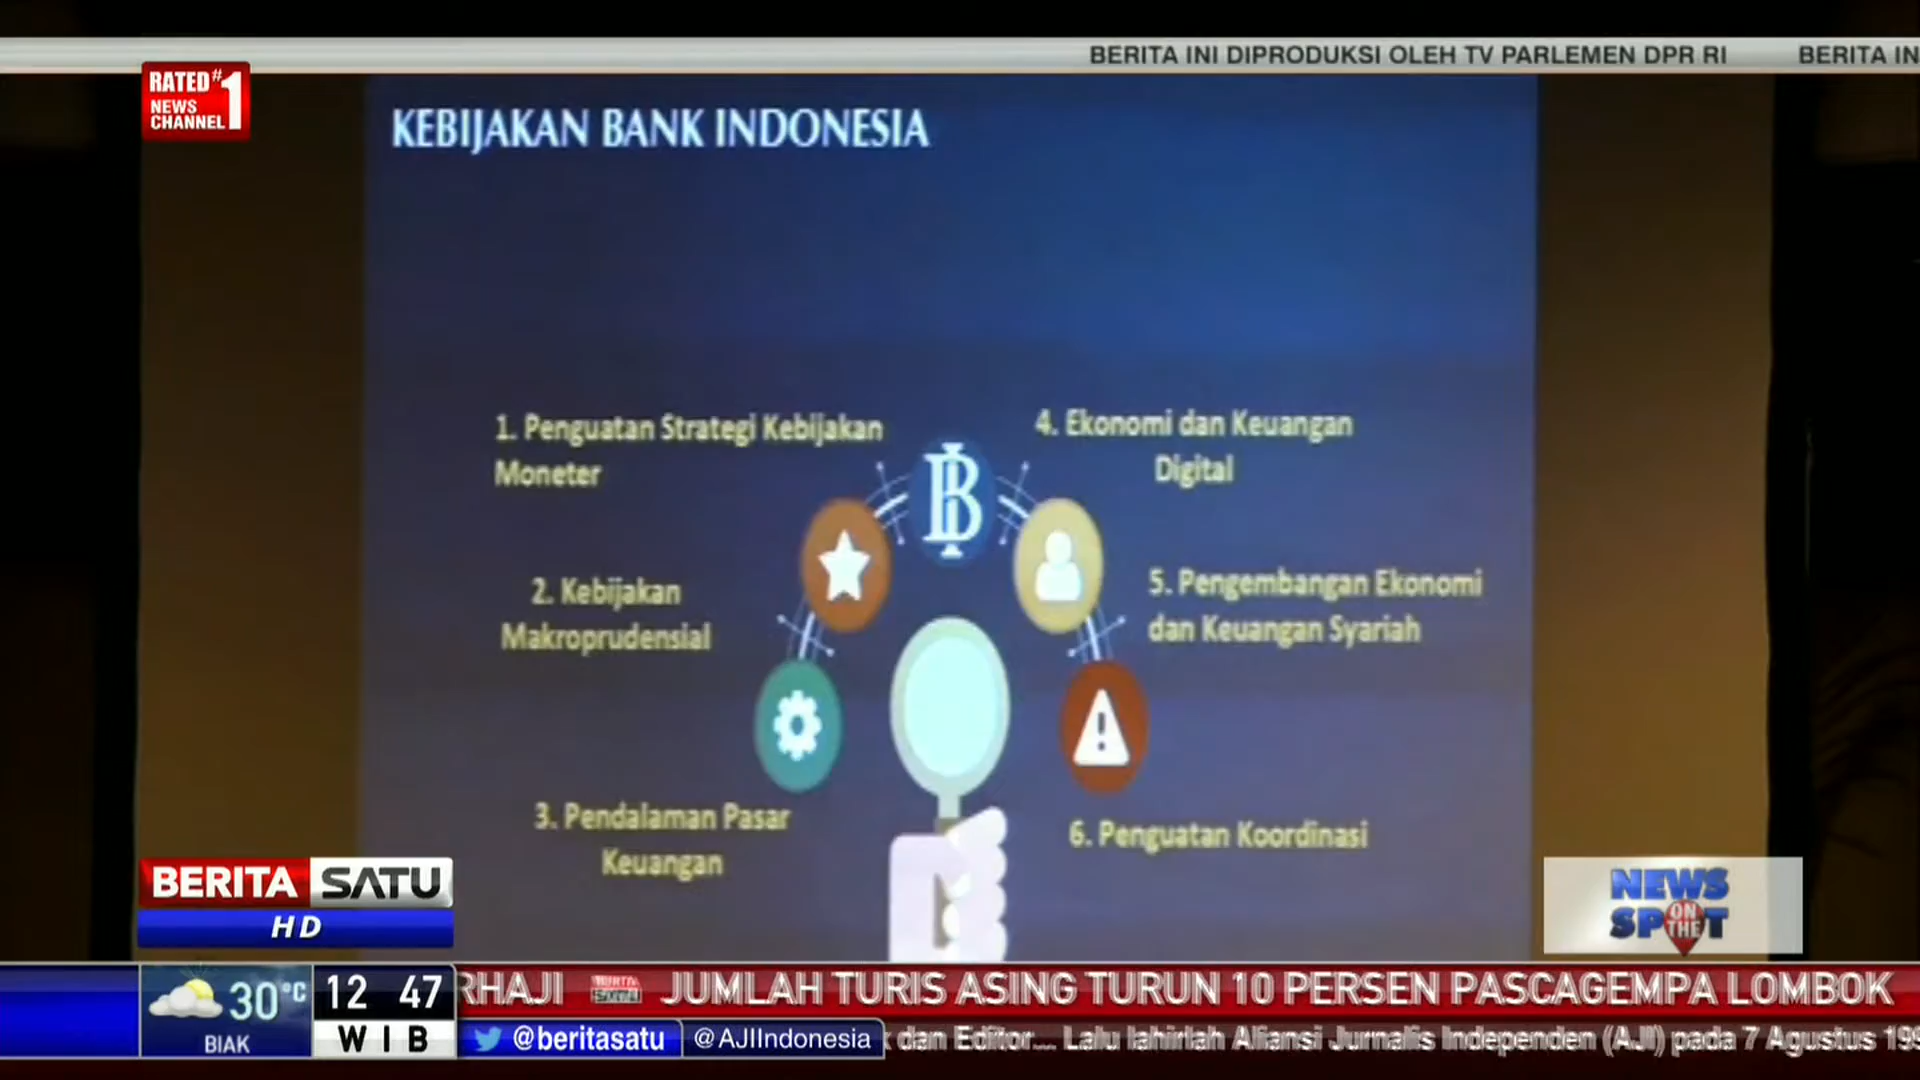 BERITA INI DIPRODUKSI OLEH TV PARLEMEN DPR RI BERITA IN
RATED #1
NEWS
CHANNEL
KEBIJAKAN BANK INDONESIA
1. Penguatan Strategi Kebijakan
Moneter
4. Ekonomi dan Keuangan
Digital
BI
2. Kebijakan
Makroprudensial
5. Pengembangan Ekonomi
dan Keuangan Syariah
3. Pendalaman Pasar
Keuangan
6. Penguatan Koordinasi
BERITA SATU
HD
NEWS
ON THE
SPOT
30°C
BIAK
12 47
WIB
RHAJI BERITA SATU JUMLAH TURIS ASING TURUN 10 PERSEN PASCAGEMPA LOMBOK
@beritasatu @AJIIndonesia dan Editor... Lalu lahirlah Aliansi Jurnalis Independen (AJI) pada 7 Agustus 199